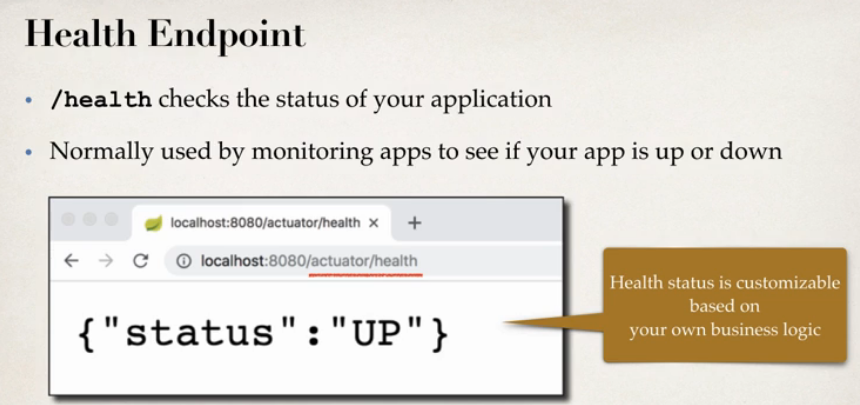 Health Endpoint
/health checks the status of your application
Normally used by monitoring apps to see if your app is up or down
localhost:8080/actuator/health
localhost:8080/actuator/health
{"status":"UP"}
Health status is customizable
based on
your own business logic